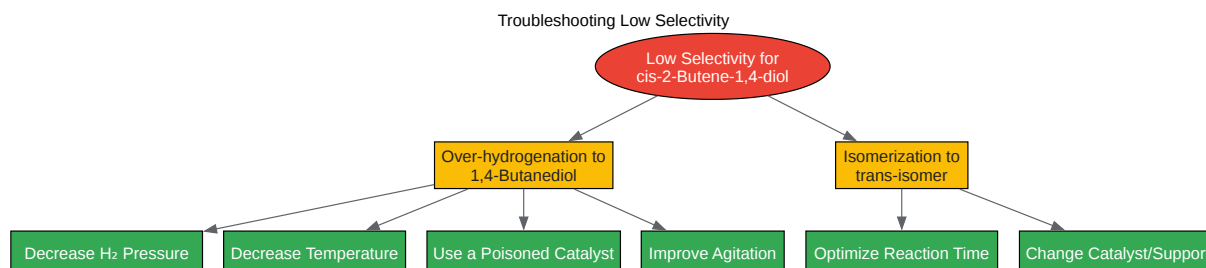 Troubleshooting Low Selectivity
Low Selectivity for
cis-2-Butene-1,4-diol
Over-hydrogenation to
1,4-Butanediol
Isomerization to
trans-isomer
Decrease H₂ Pressure
Decrease Temperature
Use a Poisoned Catalyst
Improve Agitation
Optimize Reaction Time
Change Catalyst/Support